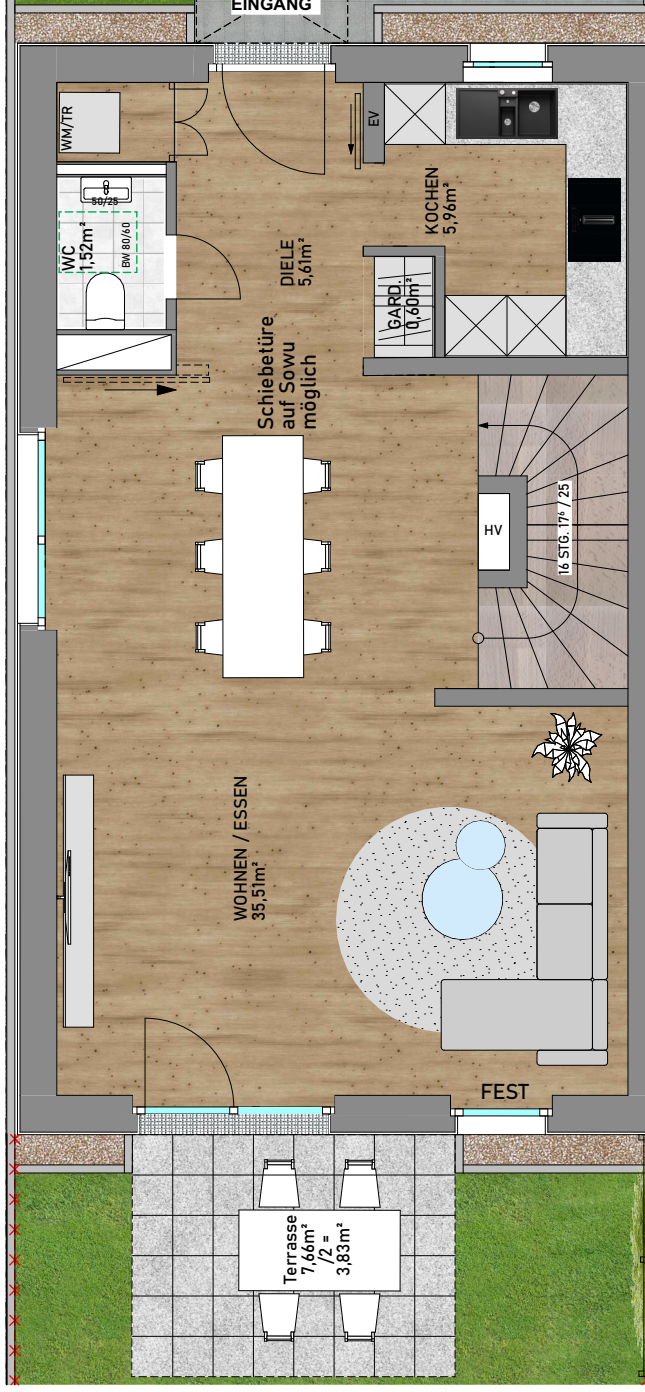 EINGANG
WM/TR
EV
50/25
WC
1,52m²
BW 80/60
KOCHEN
5,96m²
DIELE
5,61m²
GARD.
0,60m²
Schiebetüre
auf Sowu
möglich
HV
16 STG. 17⁶ / 25
WOHNEN / ESSEN
35,51m²
FEST
Terrasse
7,66m²
/2 =
3,83m²